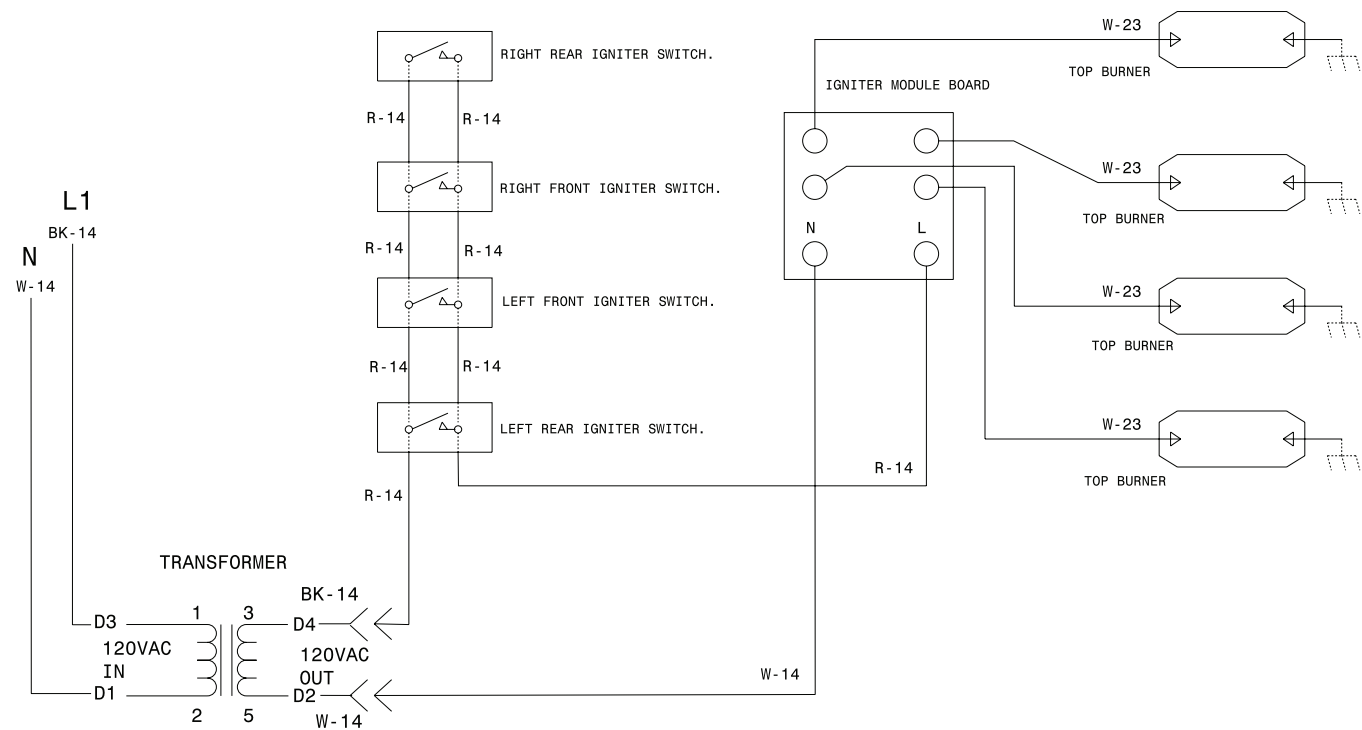 W-23
RIGHT REAR IGNITER SWITCH.
TOP BURNER
IGNITER MODULE BOARD
R-14
R-14
W-23
RIGHT FRONT IGNITER SWITCH.
L1
BK-14
TOP BURNER
N
L
N
W-14
R-14
R-14
W-23
LEFT FRONT IGNITER SWITCH.
TOP BURNER
R-14
R-14
W-23
LEFT REAR IGNITER SWITCH.
R-14
TOP BURNER
R-14
TRANSFORMER
BK-14
D3
1
3
D4
120VAC
IN
120VAC
OUT
D1
D2
W-14
2
5
W-14